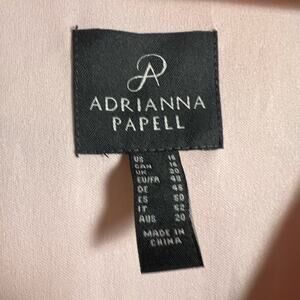 ADRIANNA
PAPELL
US 16
CAN 16
UK 20
EU/FR 48
DE 46
ES 50
IT 52
AUS 20
MADE IN
CHINA